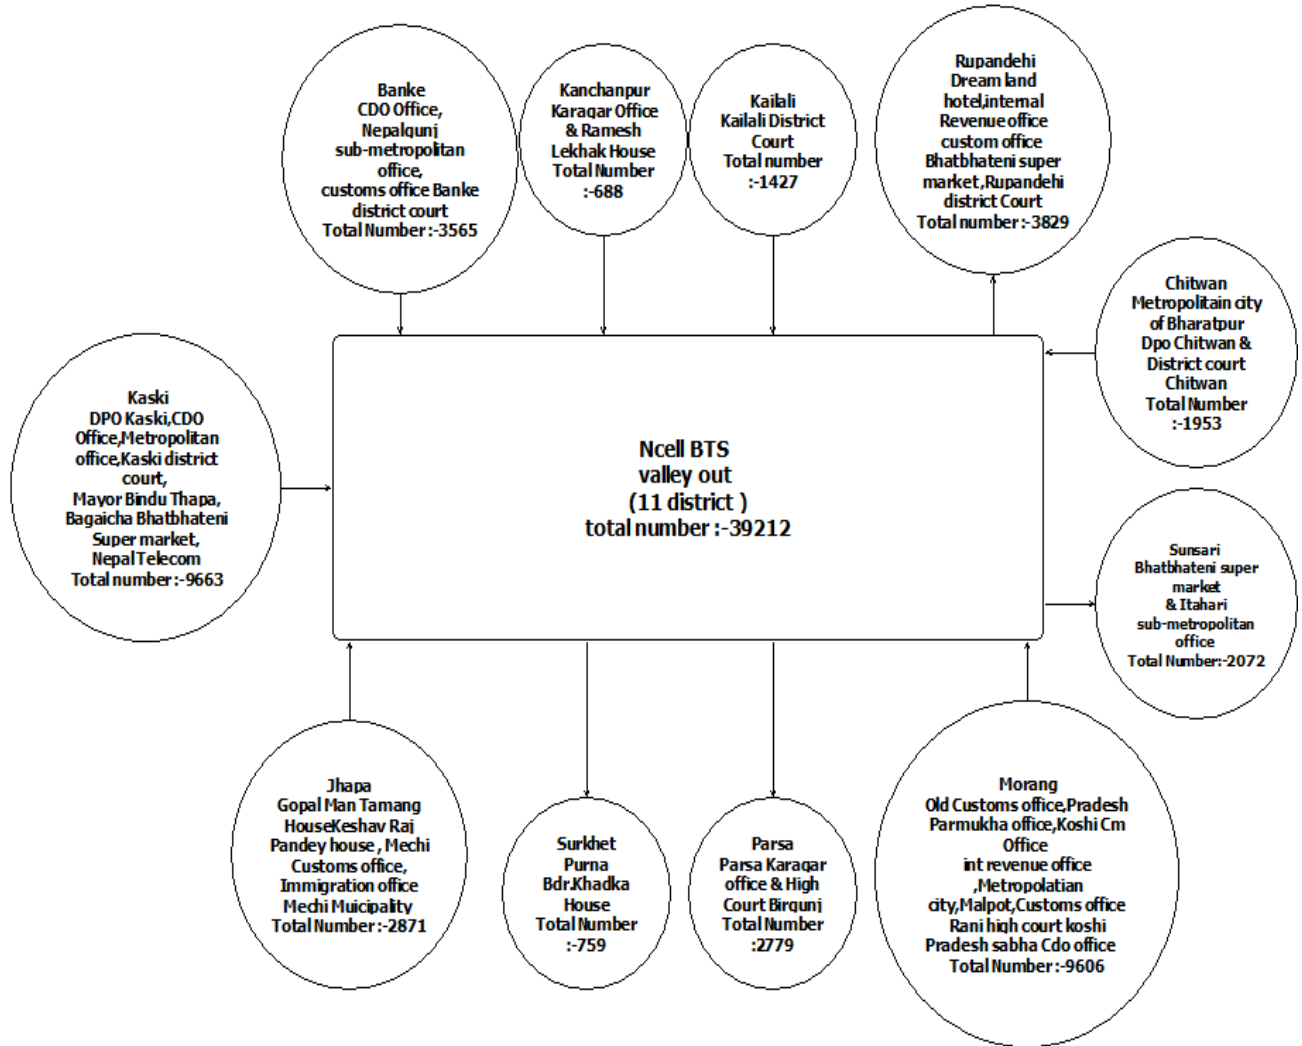 Banke
CDO Office,
Nepalgunj
sub-metropolitan
office,
customs office Banke
district court
Total Number :-3565
Kanchanpur
Karagar Office
& Ramesh
Lekhak House
Total Number
:-688
Kailali
Kailali District
Court
Total number
:-1427
Rupandehi
Dream land
hotel,internal
Revenue office
custom office
Bhatbhateni super
market,Rupandehi
district Court
Total number :-3829
Chitwan
Metropolitain city
of Bharatpur
Dpo Chitwan &
District court
Chitwan
Total Number
:-1953
Kaski
DPO Kaski,CDO
Office,Metropolitan
office,Kaski district
court,
Mayor Bindu Thapa,
Bagaicha Bhatbhateni
Super market,
Nepal Telecom
Total number :-9663
Ncell BTS
valley out
(11 district )
total number :-39212
Sunsari
Bhatbhateni super
market
& Itahari
sub-metropolitan
office
Total Number:-2072
Jhapa
Gopal Man Tamang
HouseKeshav Raj
Pandey house , Mechi
Customs office,
Immigration office
Mechi Muicipality
Total Number :-2871
Surkhet
Purna
Bdr.Khadka
House
Total Number
:-759
Parsa
Parsa Karagar
office & High
Court Birgunj
Total Number
:2779
Morang
Old Customs office,Pradesh
Parmukha office,Koshi Cm
Office
int revenue office
,Metropolatian
city,Malpot,Customs office
Rani high court koshi
Pradesh sabha Cdo office
Total Number :-9606